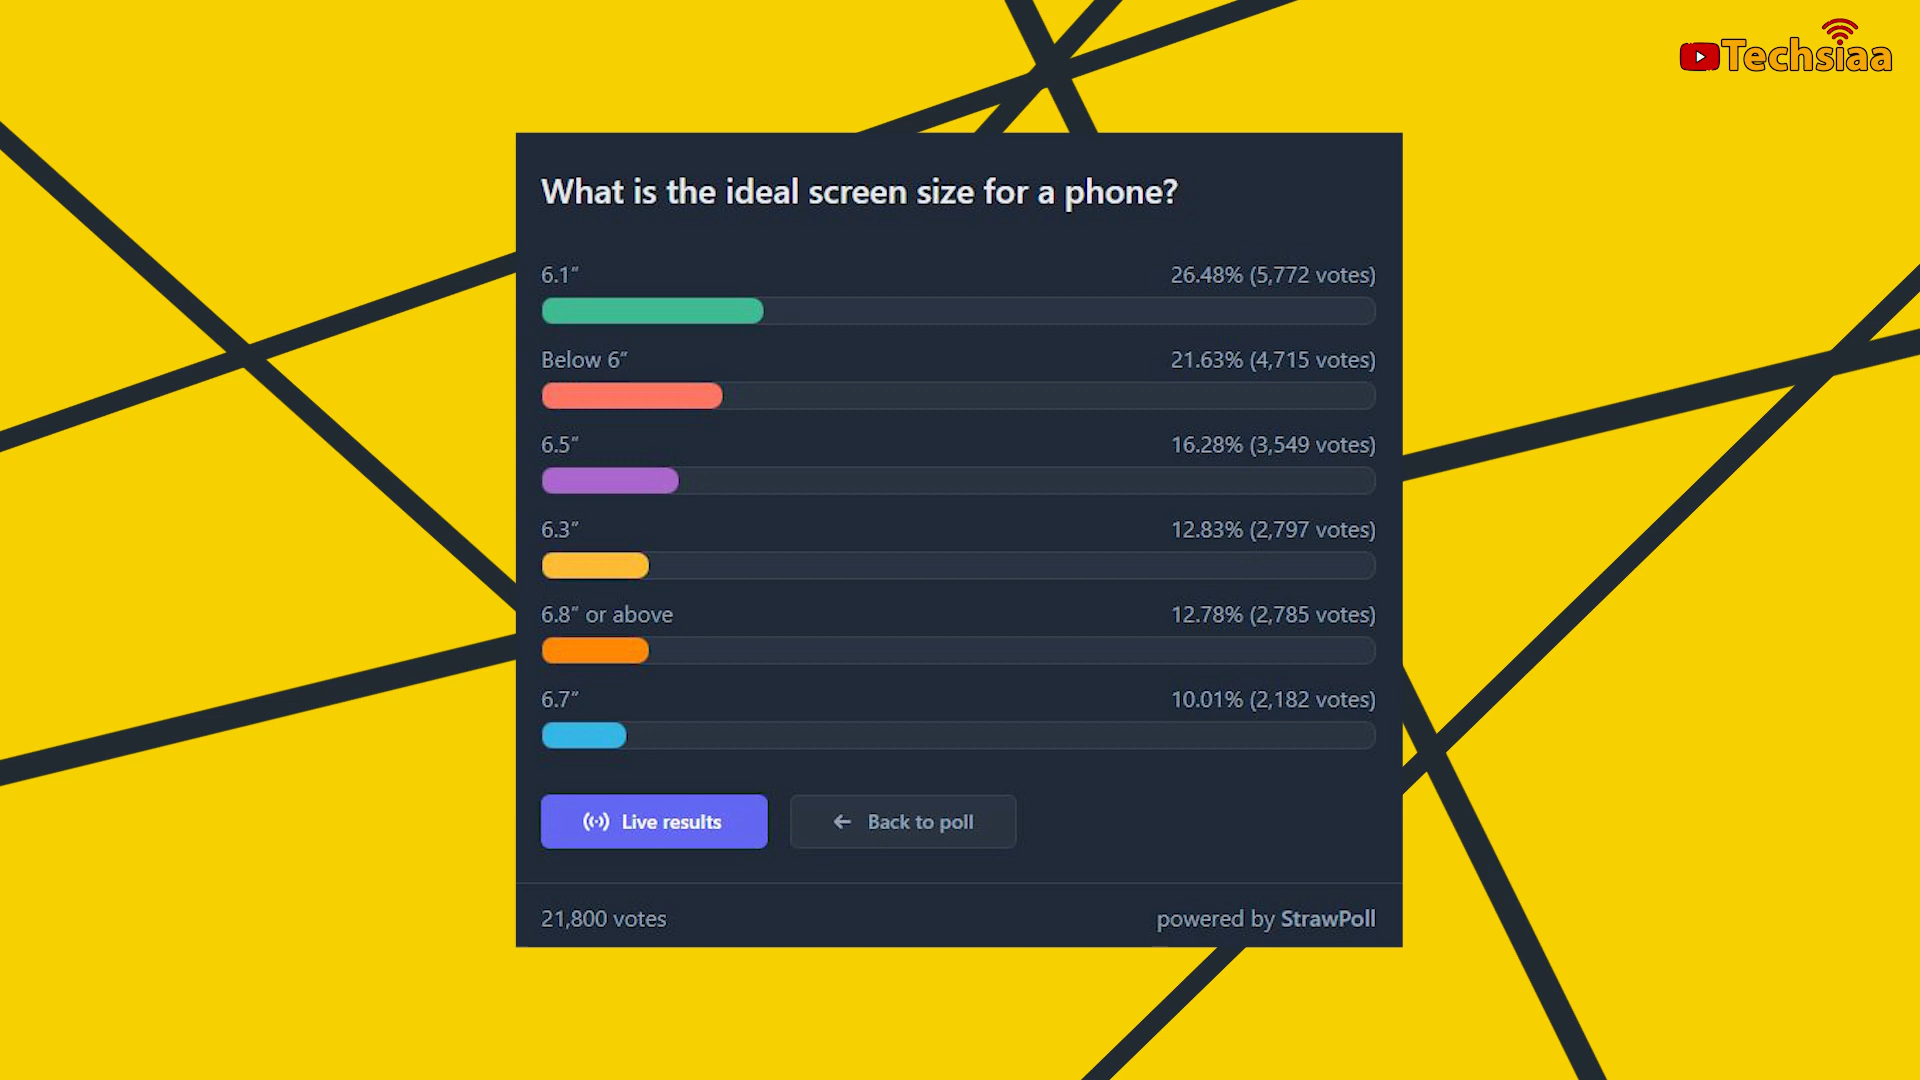 Techsiaa
What is the ideal screen size for a phone?
6.1″ 26.48% (5,772 votes)
Below 6″ 21.63% (4,715 votes)
6.5″ 16.28% (3,549 votes)
6.3″ 12.83% (2,797 votes)
6.8″ or above 12.78% (2,785 votes)
6.7″ 10.01% (2,182 votes)
Live results Back to poll
21,800 votes powered by StrawPoll